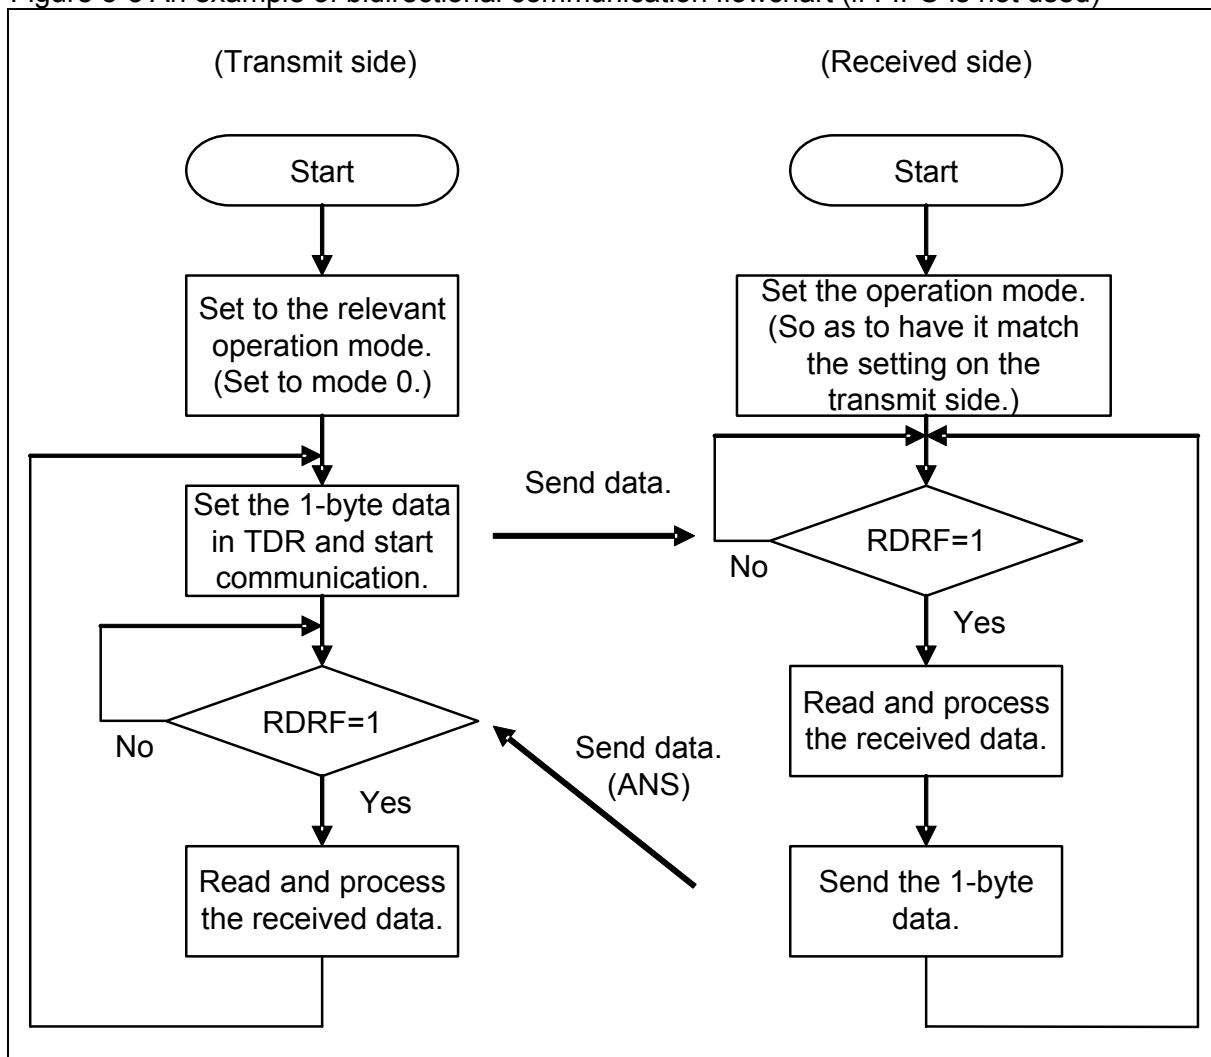 (Transmit side)
(Received side)
Start
Start
Set to the relevant
operation mode.
(Set to mode 0.)
Set the operation mode.
(So as to have it match
the setting on the
transmit side.)
Set the 1-byte data
in TDR and start
communication.
Send data.
RDRF=1
No
Yes
RDRF=1
No
Yes
Send data.
(ANS)
Read and process
the received data.
Read and process
the received data.
Send the 1-byte
data.